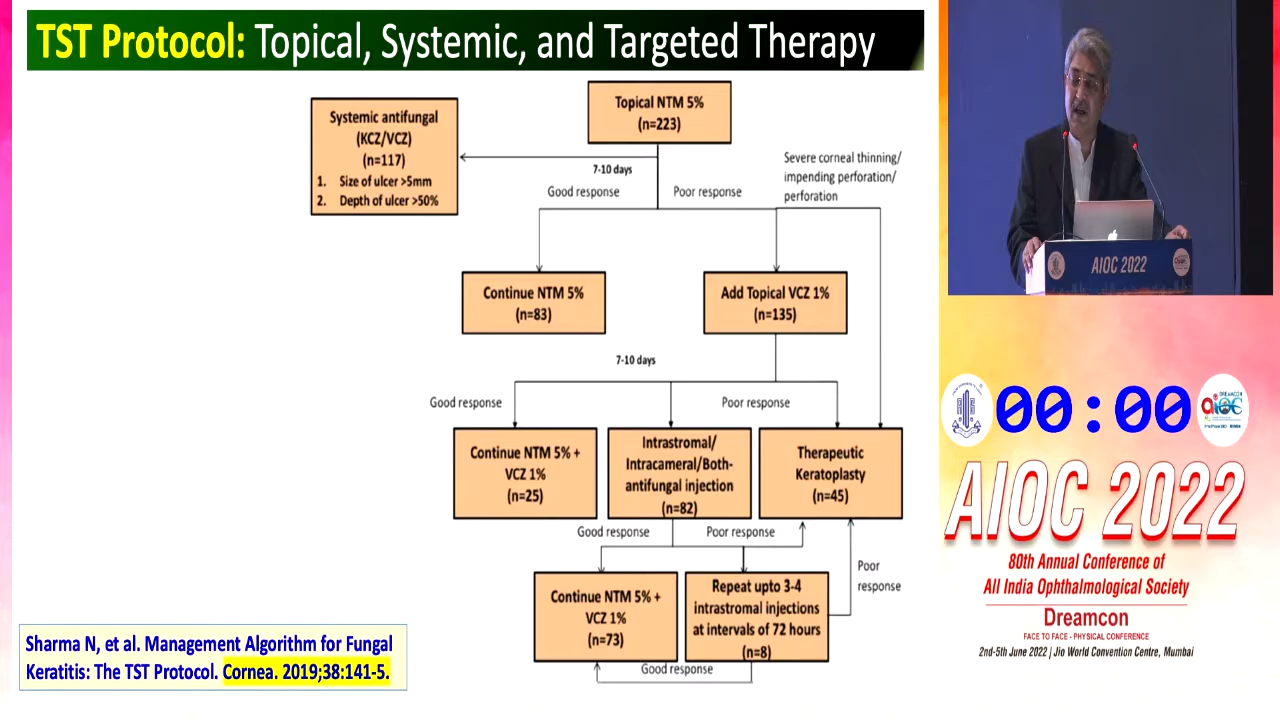 TST Protocol: Topical, Systemic, and Targeted Therapy
Topical NTM 5%
(n=223)
Systemic antifungal
(KCZ/VCZ)
(n=117)
1. Size of ulcer >5mm
2. Depth of ulcer >50%
7-10 days
Good response
Poor response
Severe corneal thinning/
impending perforation/
perforation
Continue NTM 5%
(n=83)
Add Topical VCZ 1%
(n=135)
7-10 days
Good response
Poor response
Continue NTM 5% +
VCZ 1%
(n=25)
Intrastromal/
Intracameral/Both-
antifungal injection
(n=82)
Therapeutic
Keratoplasty
(n=45)
Good response
Poor response
Poor
response
Continue NTM 5% +
VCZ 1%
(n=73)
Repeat upto 3-4
intrastromal injections
at intervals of 72 hours
(n=8)
Good response
Sharma N, et al. Management Algorithm for Fungal
Keratitis: The TST Protocol. Cornea. 2019;38:141-5.
AIOC 2022
00:00
AIOC 2022
80th Annual Conference of
All India Ophthalmological Society
Dreamcon
FACE TO FACE - PHYSICAL CONFERENCE
2nd-5th June 2022 | Jio World Convention Centre, Mumbai